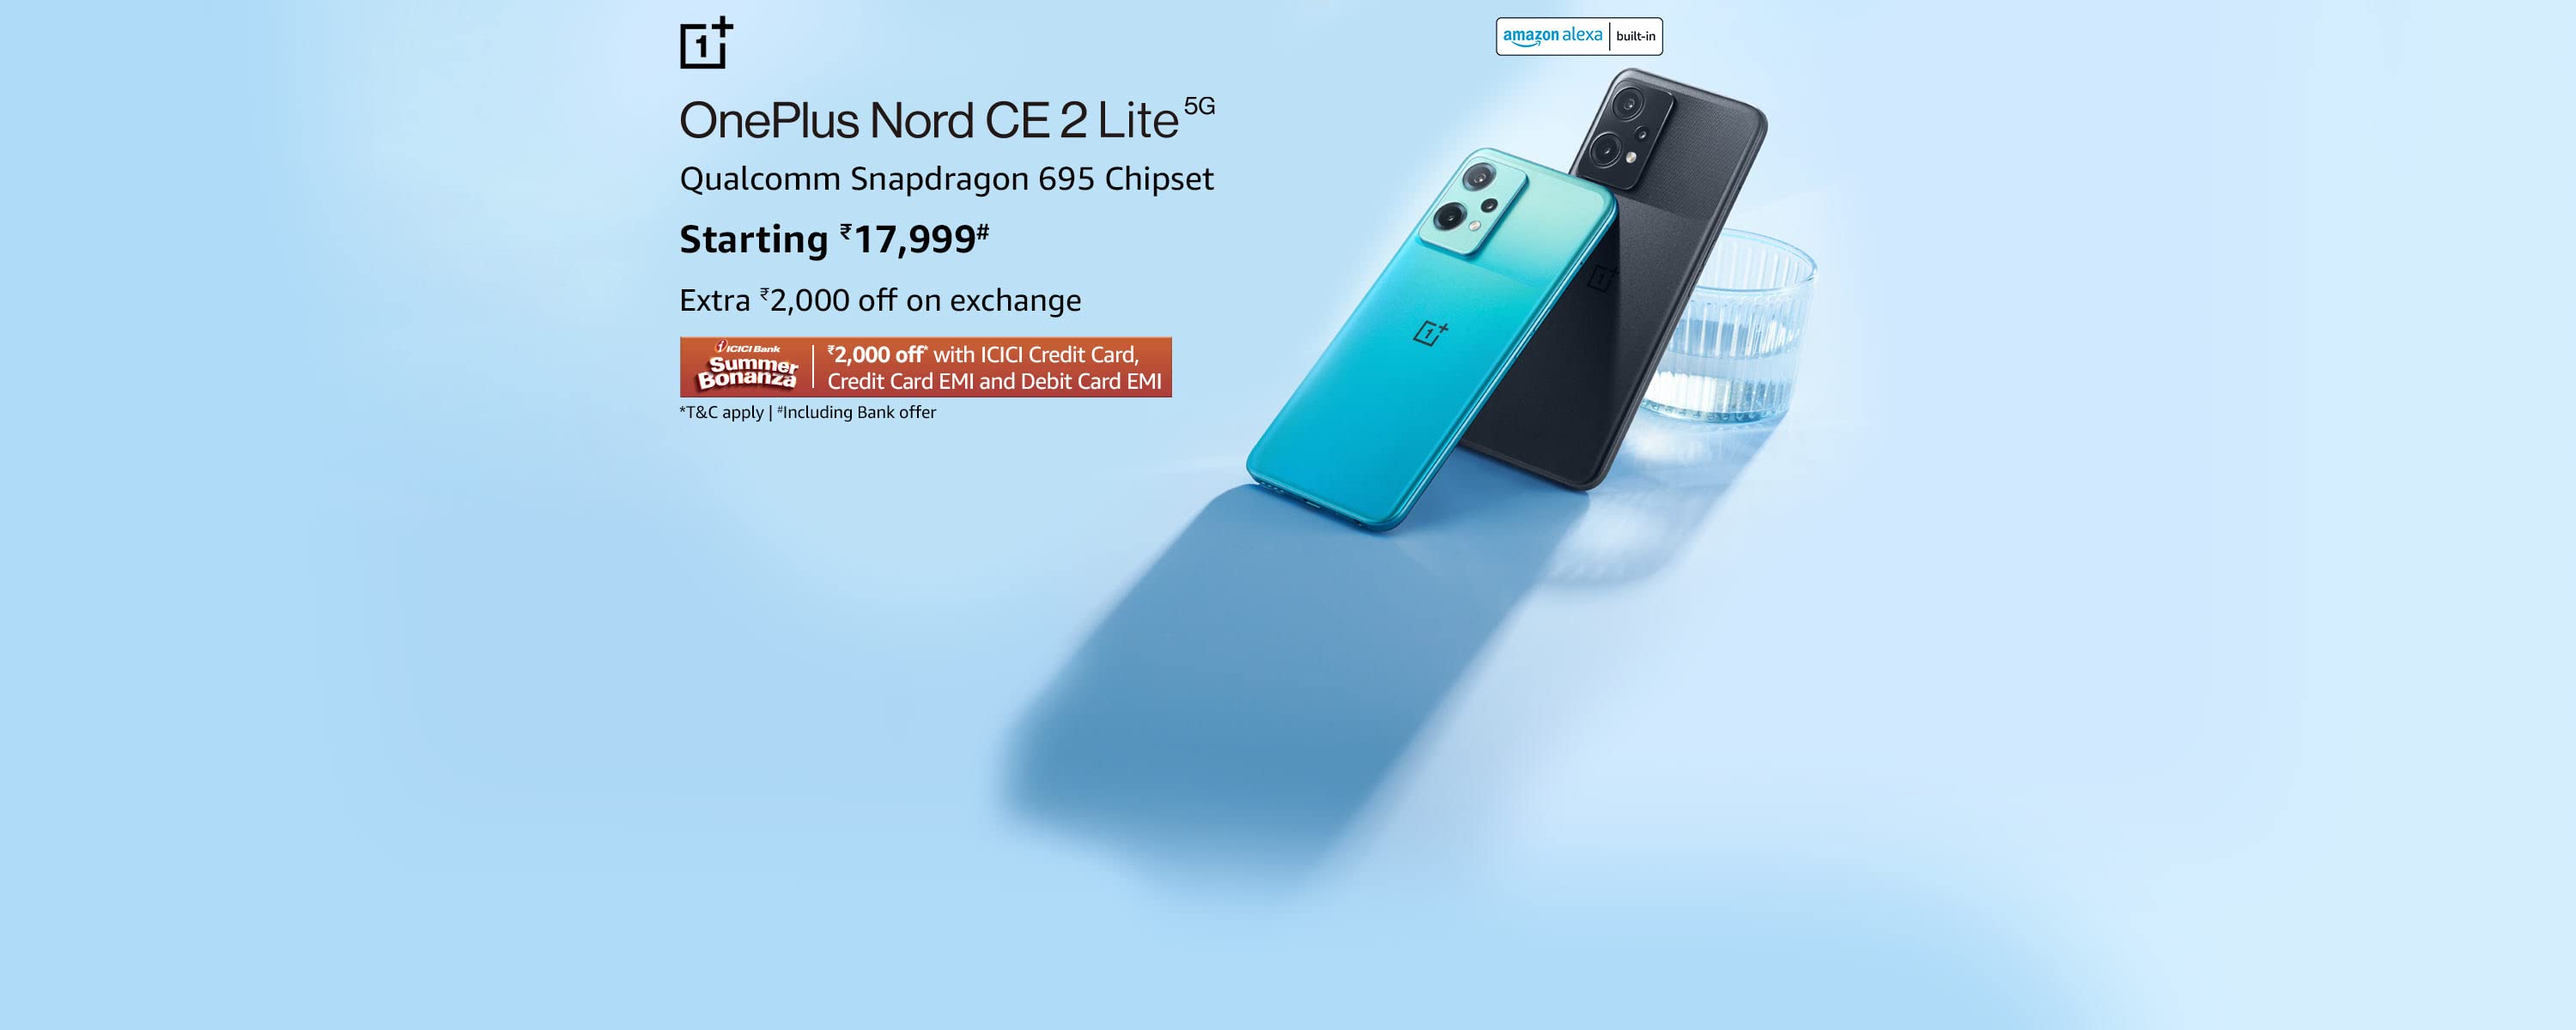 1+
amazon alexa | built-in
OnePlus Nord CE 2 Lite 5G
Qualcomm Snapdragon 695 Chipset
Starting ₹17,999#
Extra ₹2,000 off on exchange
ICICI Bank
Summer
Bonanza
₹2,000 off* with ICICI Credit Card,
Credit Card EMI and Debit Card EMI
*T&C apply | #Including Bank offer